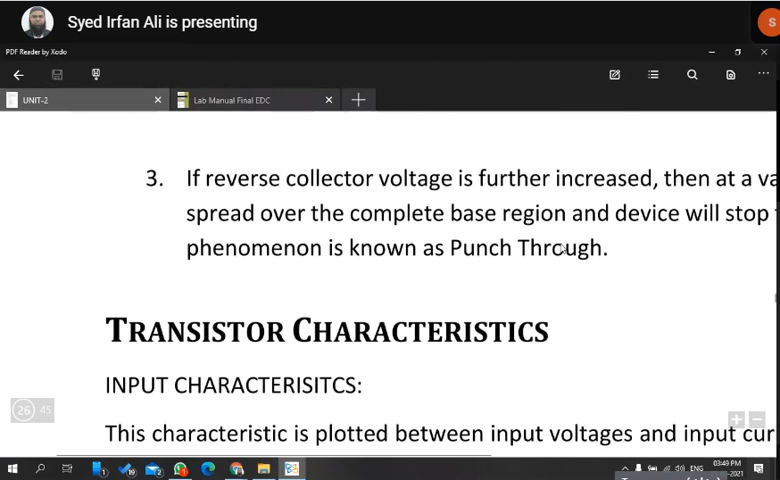 Syed Irfan Ali is presenting
S
PDF Reader by Xodo
UNIT-2
Lab Manual Final EDC
3. If reverse collector voltage is further increased, then at a va
spread over the complete base region and device will stop
phenomenon is known as Punch Through.
TRANSISTOR CHARACTERISTICS
INPUT CHARACTERISITCS:
26 45
This characteristic is plotted between input voltages and input cur
ENG
03:49 PM